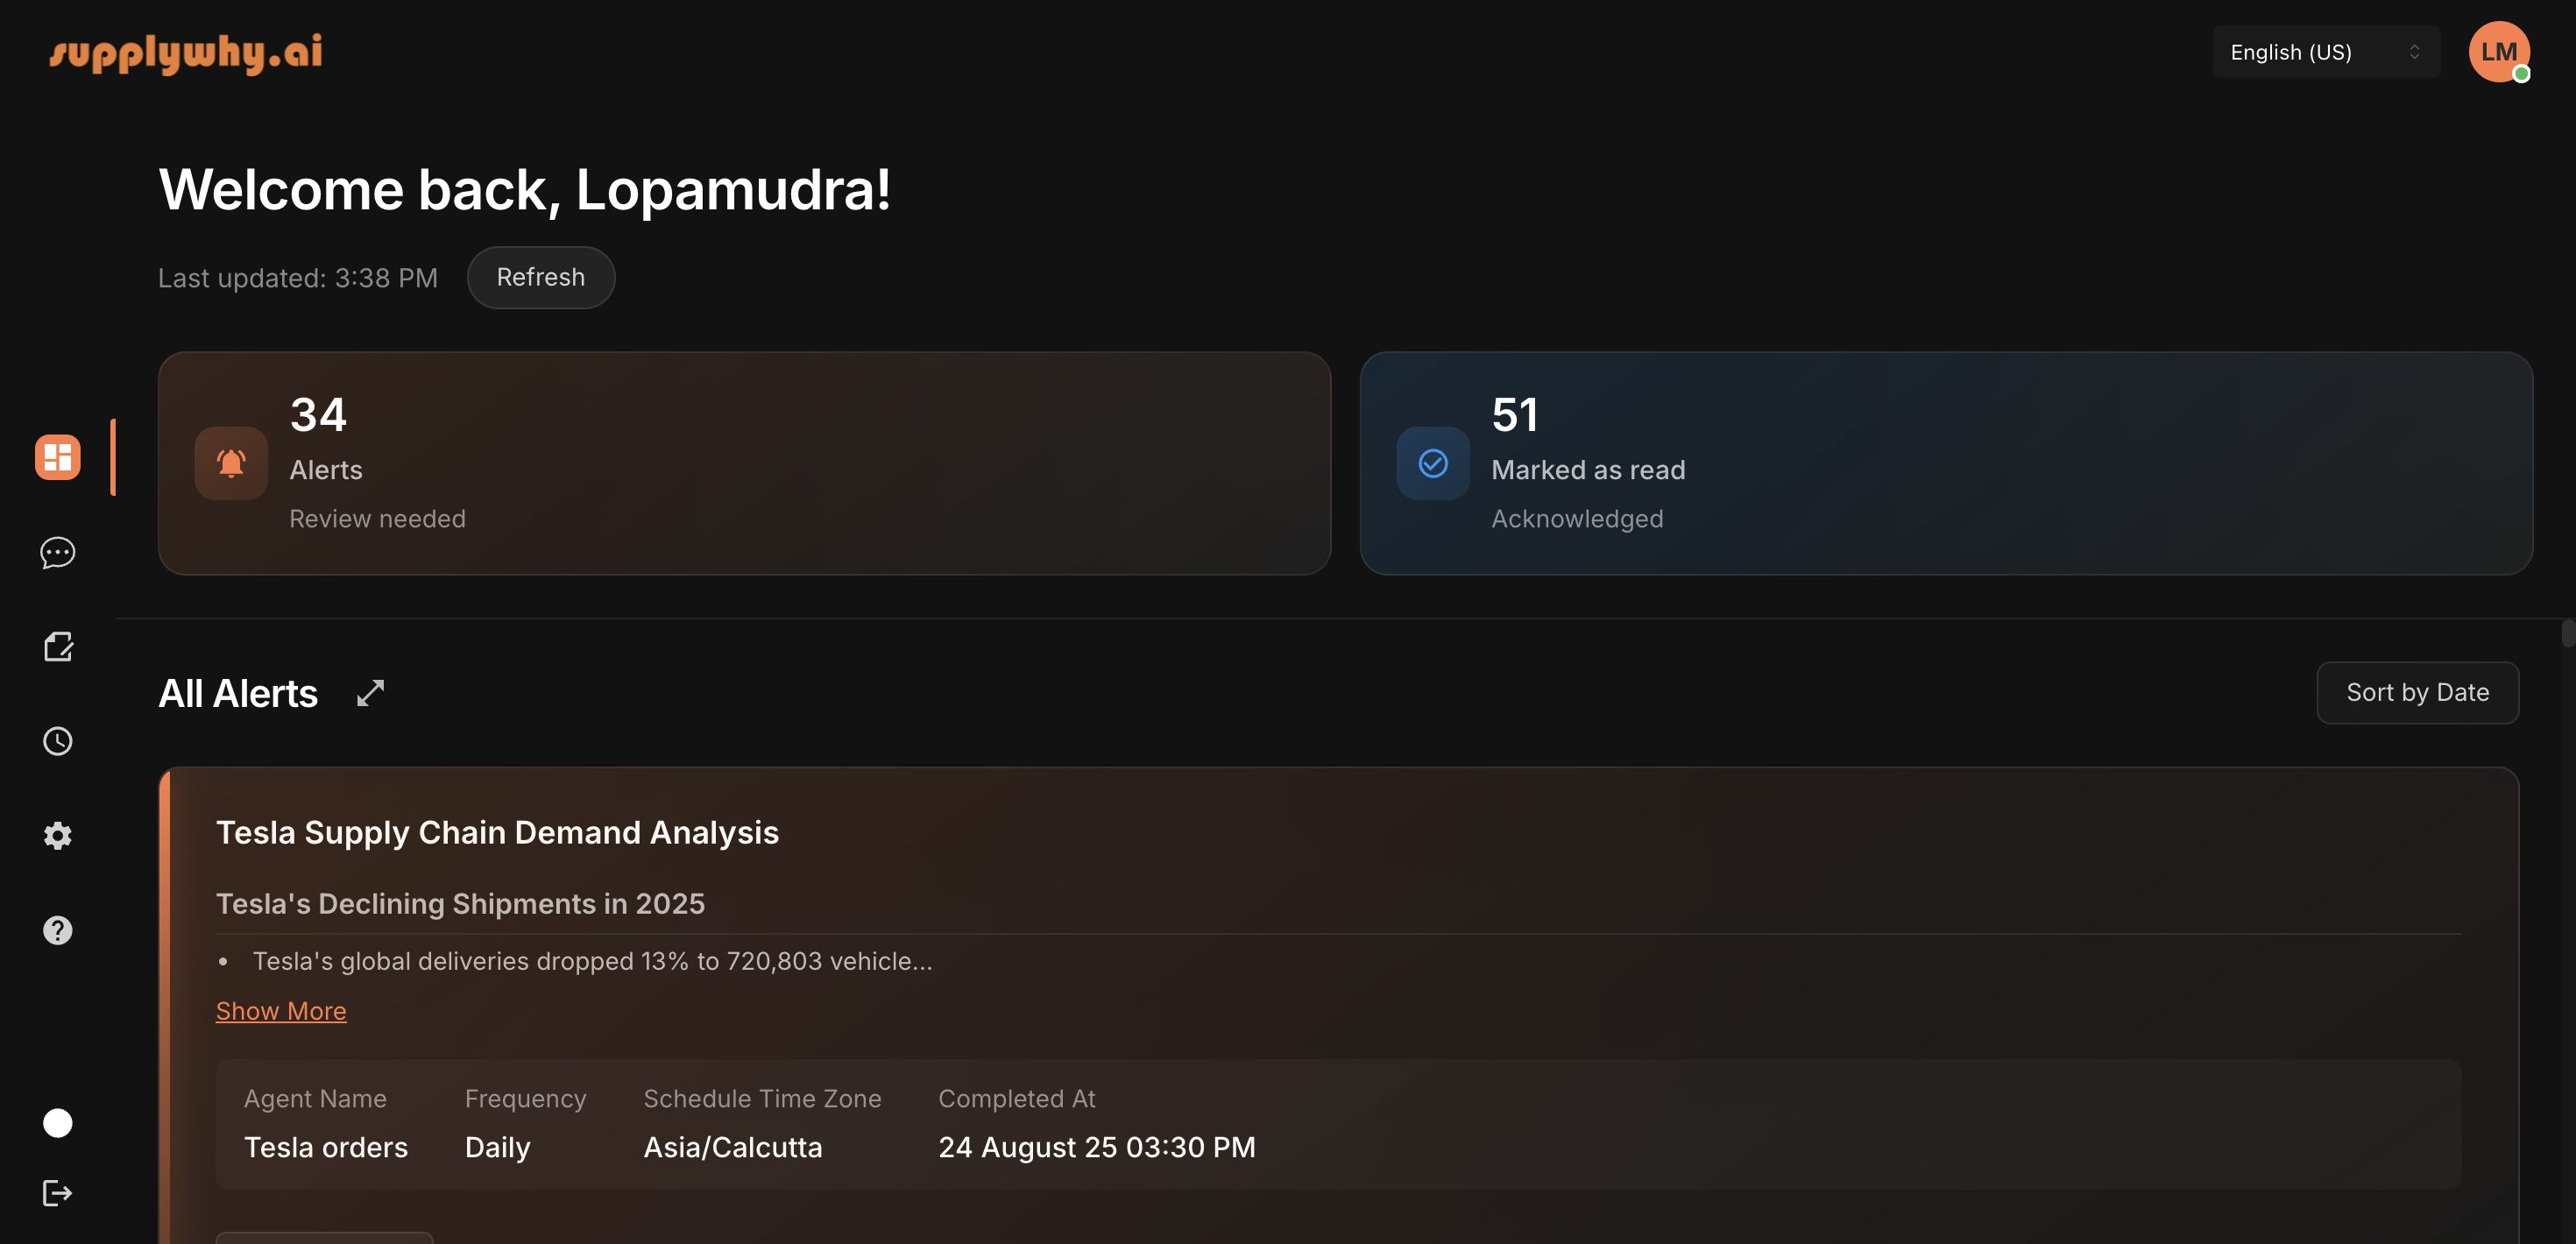 supplywhy.ai
English (US)
LM
Welcome back, Lopamudra!
Last updated: 3:38 PM
Refresh
34
Alerts
Review needed
51
Marked as read
Acknowledged
All Alerts
Sort by Date
Tesla Supply Chain Demand Analysis
Tesla's Declining Shipments in 2025
• Tesla's global deliveries dropped 13% to 720,803 vehicle...
Show More
Agent Name Frequency Schedule Time Zone Completed At
Tesla orders Daily Asia/Calcutta 24 August 25 03:30 PM